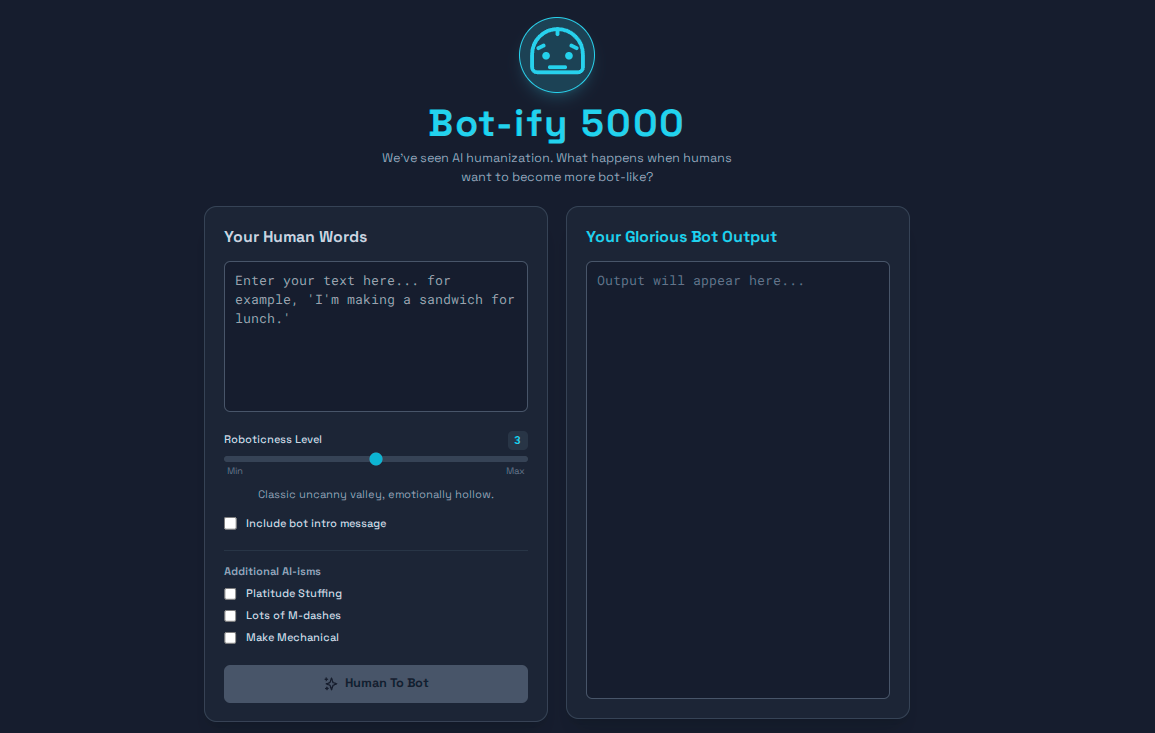 Bot-ify 5000
We've seen AI humanization. What happens when humans
want to become more bot-like?
Your Human Words
Enter your text here... for
example, 'I'm making a sandwich for
lunch.'
Roboticness Level
3
Min
Max
Classic uncanny valley, emotionally hollow.
Include bot intro message
Additional AI-isms
Platitude Stuffing
Lots of M-dashes
Make Mechanical
Human To Bot
Your Glorious Bot Output
Output will appear here...